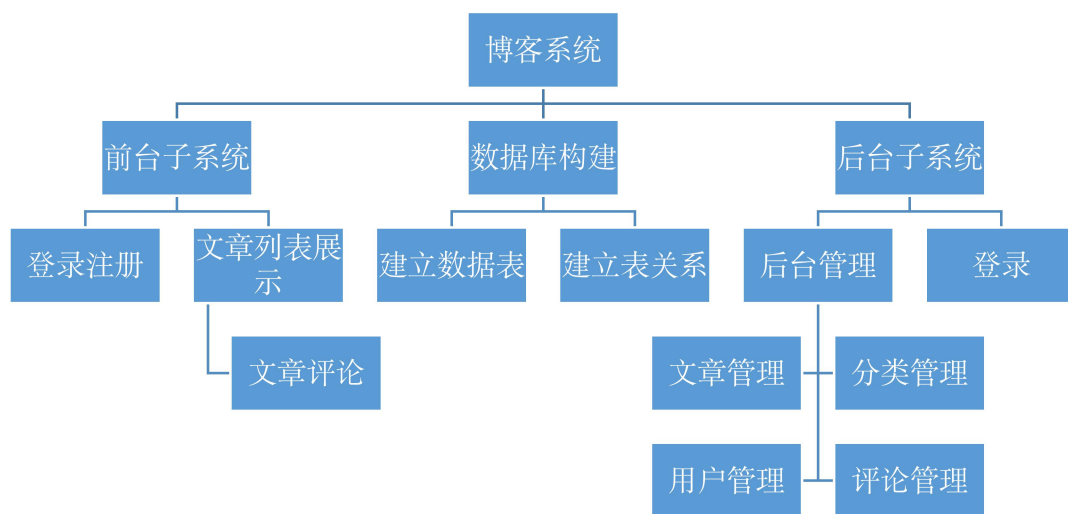 博客系统
前台子系统
数据库构建
后台子系统
登录注册
文章列表展
示
建立数据表
建立表关系
后台管理
登录
文章评论
文章管理
分类管理
用户管理
评论管理